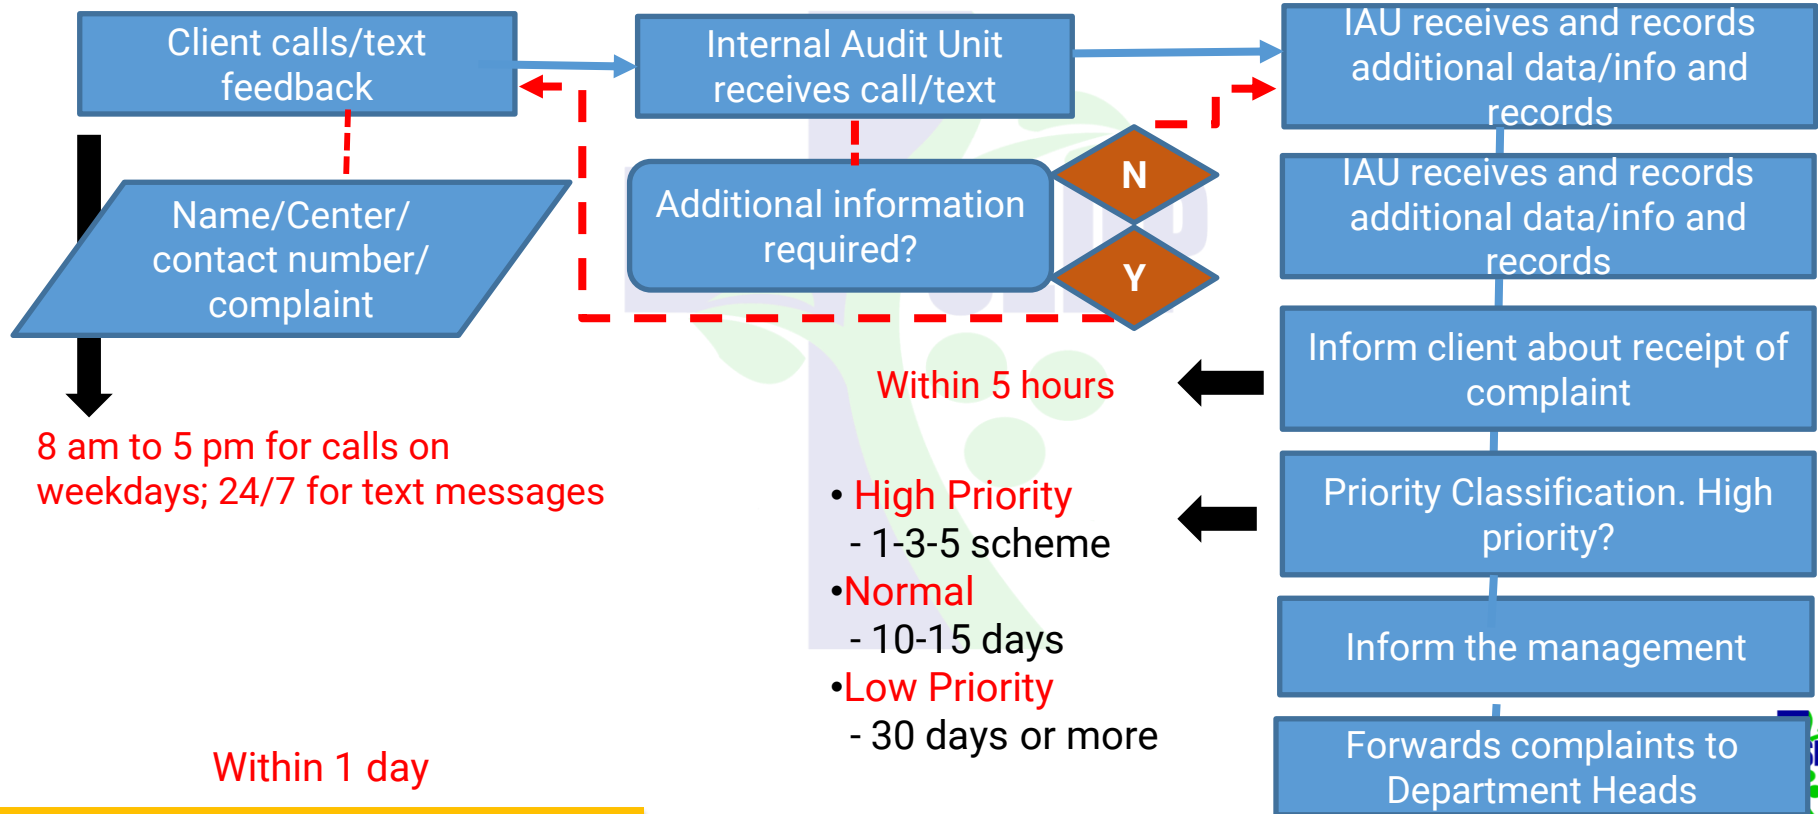 Client calls/text
feedback
Internal Audit Unit
receives call/text
IAU receives and records
additional data/info and
records
Name/Center/
contact number/
complaint
Additional information
required?
N
Y
IAU receives and records
additional data/info and
records
Inform client about receipt of
complaint
Within 5 hours
8 am to 5 pm for calls on
weekdays; 24/7 for text messages
Priority Classification. High
priority?
• High Priority
- 1-3-5 scheme
•Normal
- 10-15 days
•Low Priority
- 30 days or more
Inform the management
Forwards complaints to
Department Heads
Within 1 day